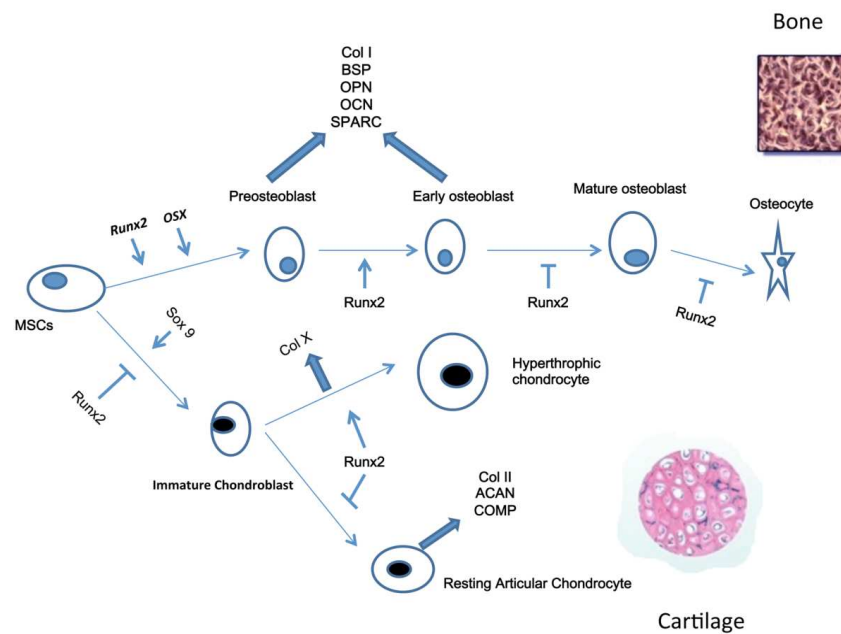 Bone
Col I
BSP
OPN
OCN
SPARC
Preosteoblast
Early osteoblast
Mature osteoblast
Osteocyte
Runx2
OSX
MSCs
Runx2
Runx2
Runx2
Sox 9
Runx2
Col X
Hyperthrophic
chondrocyte
Immature Chondroblast
Runx2
Col II
ACAN
COMP
Resting Articular Chondrocyte
Cartilage